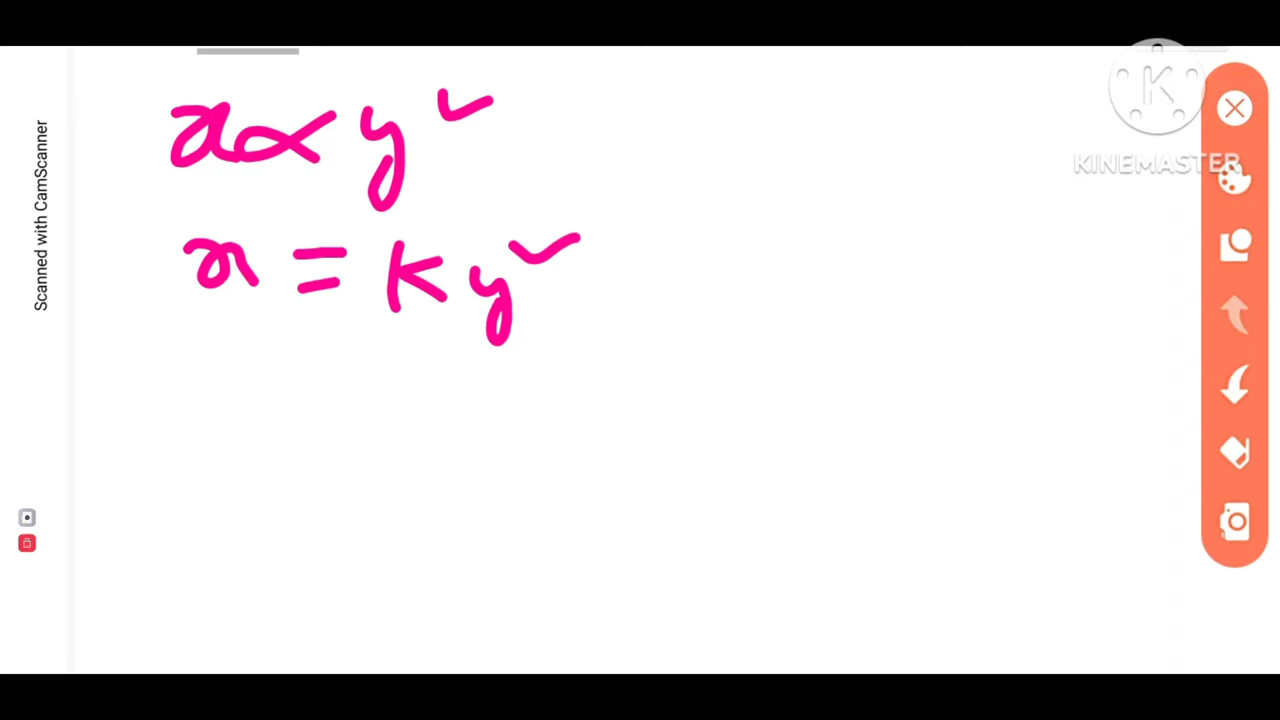 x ∝ y²
x = ky²
KINEMASTER
Scanned with CamScanner